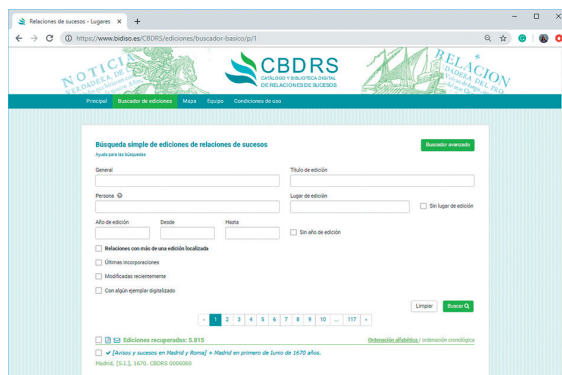 Relaciones de sucesos - Lugares
https://www.bidiso.es/CBDRS/ediciones/buscador-basico/p/1
NOTICIA
VERDADERA, DE
CBDRS
CATÁLOGO Y BIBLIOTECA DIGITAL
DE RELACIONES DE SUCESOS
RELACION
DADERA DEL
Principal Buscador de ediciones Mapa Equipo Condiciones de uso
Búsqueda simple de ediciones de relaciones de sucesos
Buscador avanzado
Ayuda para las búsquedas
General Título de edición
Persona Lugar de edición
Sin lugar de edición
Año de edición Desde Hasta
Sin año de edición
Relaciones con más de una edición localizada
Últimas incorporaciones
Modificadas recientemente
Con algún ejemplar digitalizado
Limpiar Buscar
« 1 2 3 4 5 6 7 8 9 10 ... 117 »
Ediciones recuperadas: 5.815 Ordenación alfabética / ordenación cronológica
[Avisos y sucesos en Madrid y Roma] + Madrid en primero de Iunio de 1670 años.
Madrid, [S.I.], 1670. CBDRS 0006060